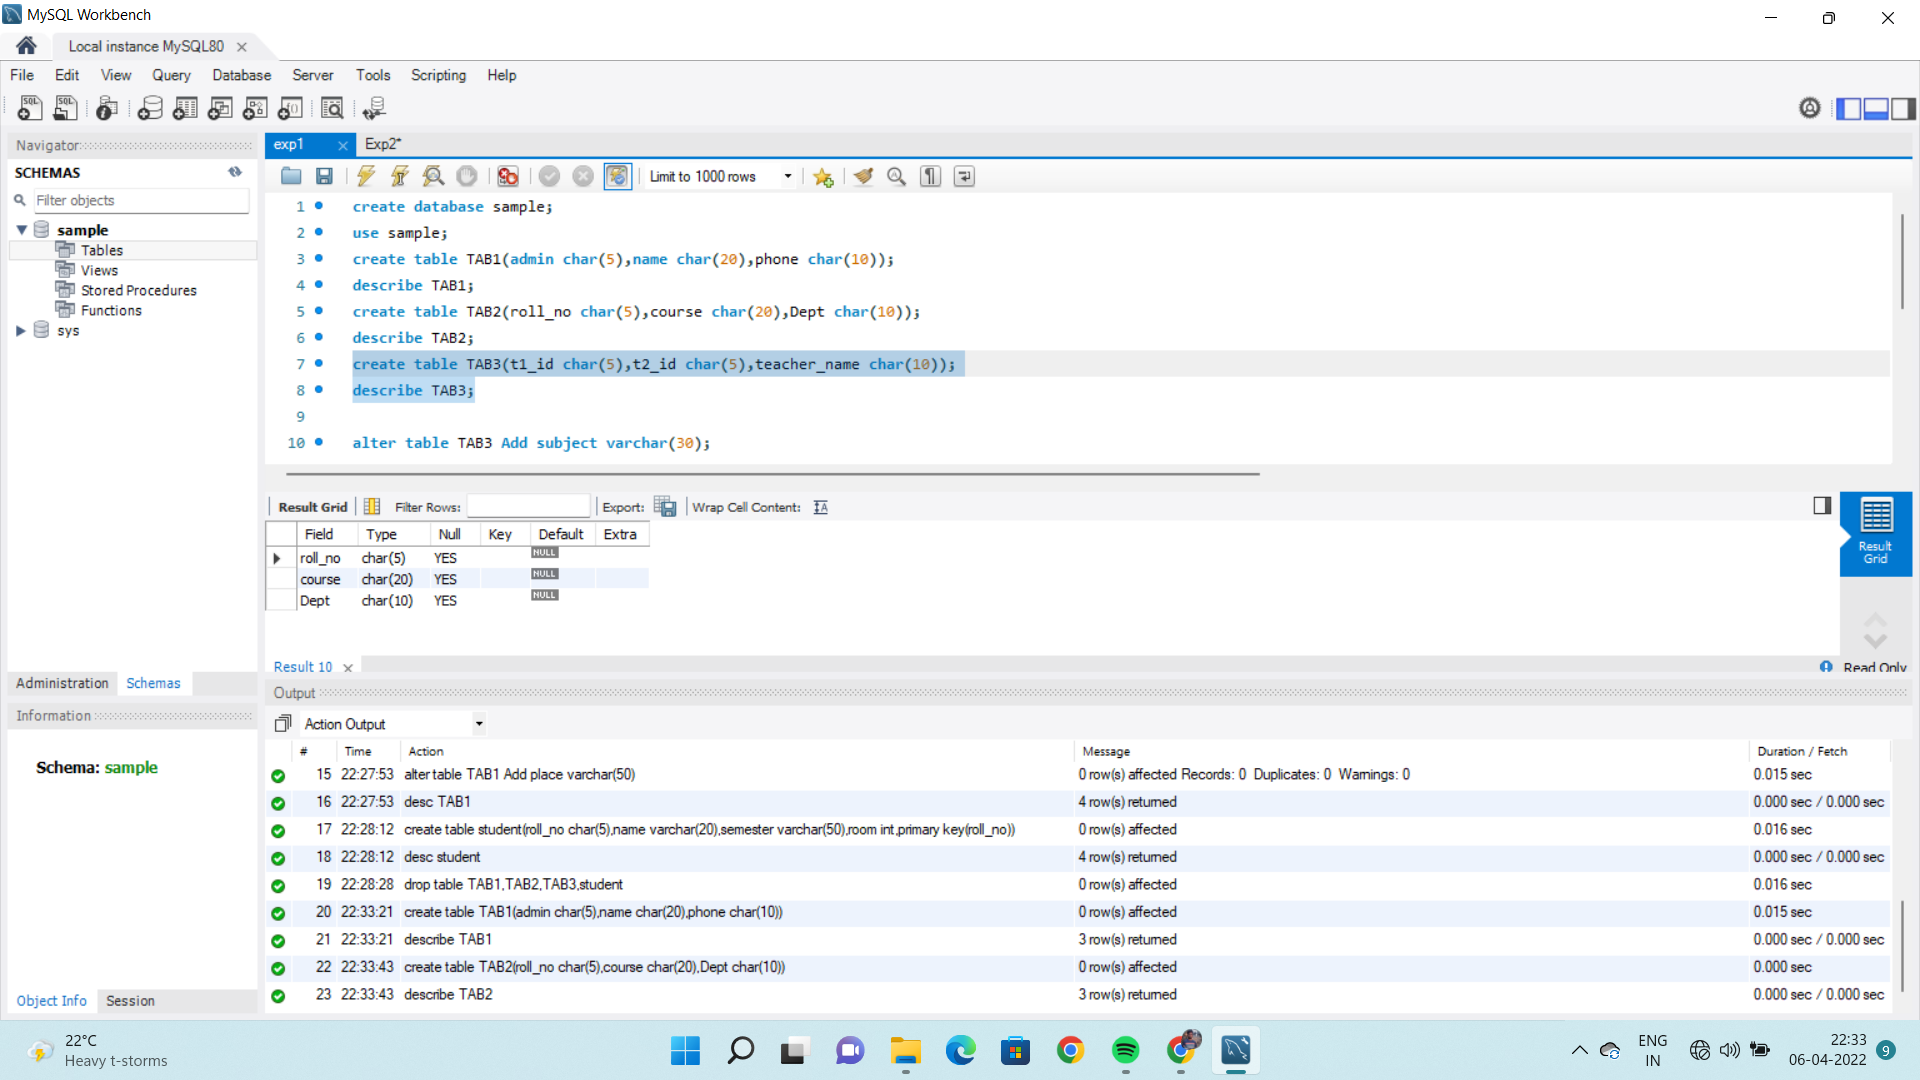 MySQL Workbench
Local instance MySQL80
File Edit View Query Database Server Tools Scripting Help
Navigator
SCHEMAS
Filter objects
sample
Tables
Views
Stored Procedures
Functions
sys
Administration Schemas
Information
Schema: sample
Object Info Session
exp1 Exp2*
Limit to 1000 rows
1 create database sample;
2 use sample;
3 create table TAB1(admin char(5),name char(20),phone char(10));
4 describe TAB1;
5 create table TAB2(roll_no char(5),course char(20),Dept char(10));
6 describe TAB2;
7 create table TAB3(t1_id char(5),t2_id char(5),teacher_name char(10));
8 describe TAB3;
9
10 alter table TAB3 Add subject varchar(30);
Result Grid Filter Rows: Export: Wrap Cell Content:
Field Type Null Key Default Extra
roll_no char(5) YES NULL
course char(20) YES NULL
Dept char(10) YES NULL
Result Grid
Result 10
Read Only
Output
Action Output
# Time Action Message Duration / Fetch
15 22:27:53 alter table TAB1 Add place varchar(50) 0 row(s) affected Records: 0 Duplicates: 0 Warnings: 0 0.015 sec
16 22:27:53 desc TAB1 4 row(s) returned 0.000 sec / 0.000 sec
17 22:28:12 create table student(roll_no char(5),name varchar(20),semester varchar(50),room int,primary key(roll_no)) 0 row(s) affected 0.016 sec
18 22:28:12 desc student 4 row(s) returned 0.000 sec / 0.000 sec
19 22:28:28 drop table TAB1,TAB2,TAB3,student 0 row(s) affected 0.016 sec
20 22:33:21 create table TAB1(admin char(5),name char(20),phone char(10)) 0 row(s) affected 0.015 sec
21 22:33:21 describe TAB1 3 row(s) returned 0.000 sec / 0.000 sec
22 22:33:43 create table TAB2(roll_no char(5),course char(20),Dept char(10)) 0 row(s) affected 0.000 sec
23 22:33:43 describe TAB2 3 row(s) returned 0.000 sec / 0.000 sec
22°C
Heavy t-storms
ENG
IN
22:33
06-04-2022
9